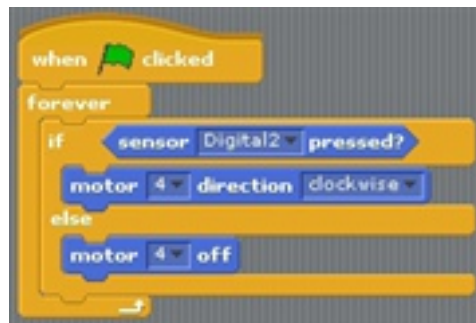 when clicked
forever
if sensor Digital2 pressed?
motor 4 direction clockwise
else
motor 4 off